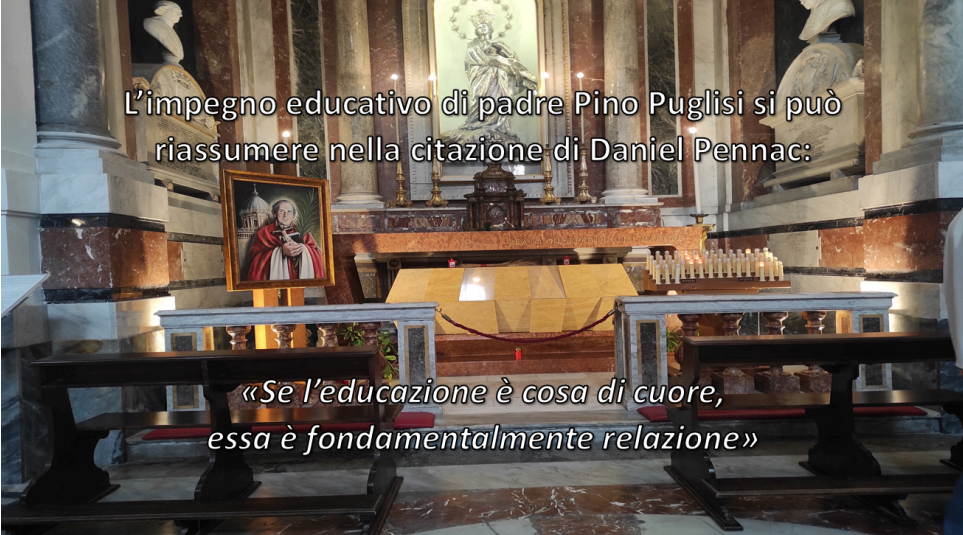 L’impegno educativo di padre Pino Puglisi si può
riassumere nella citazione di Daniel Pennac:
«Se l’educazione è cosa di cuore,
essa è fondamentalmente relazione»